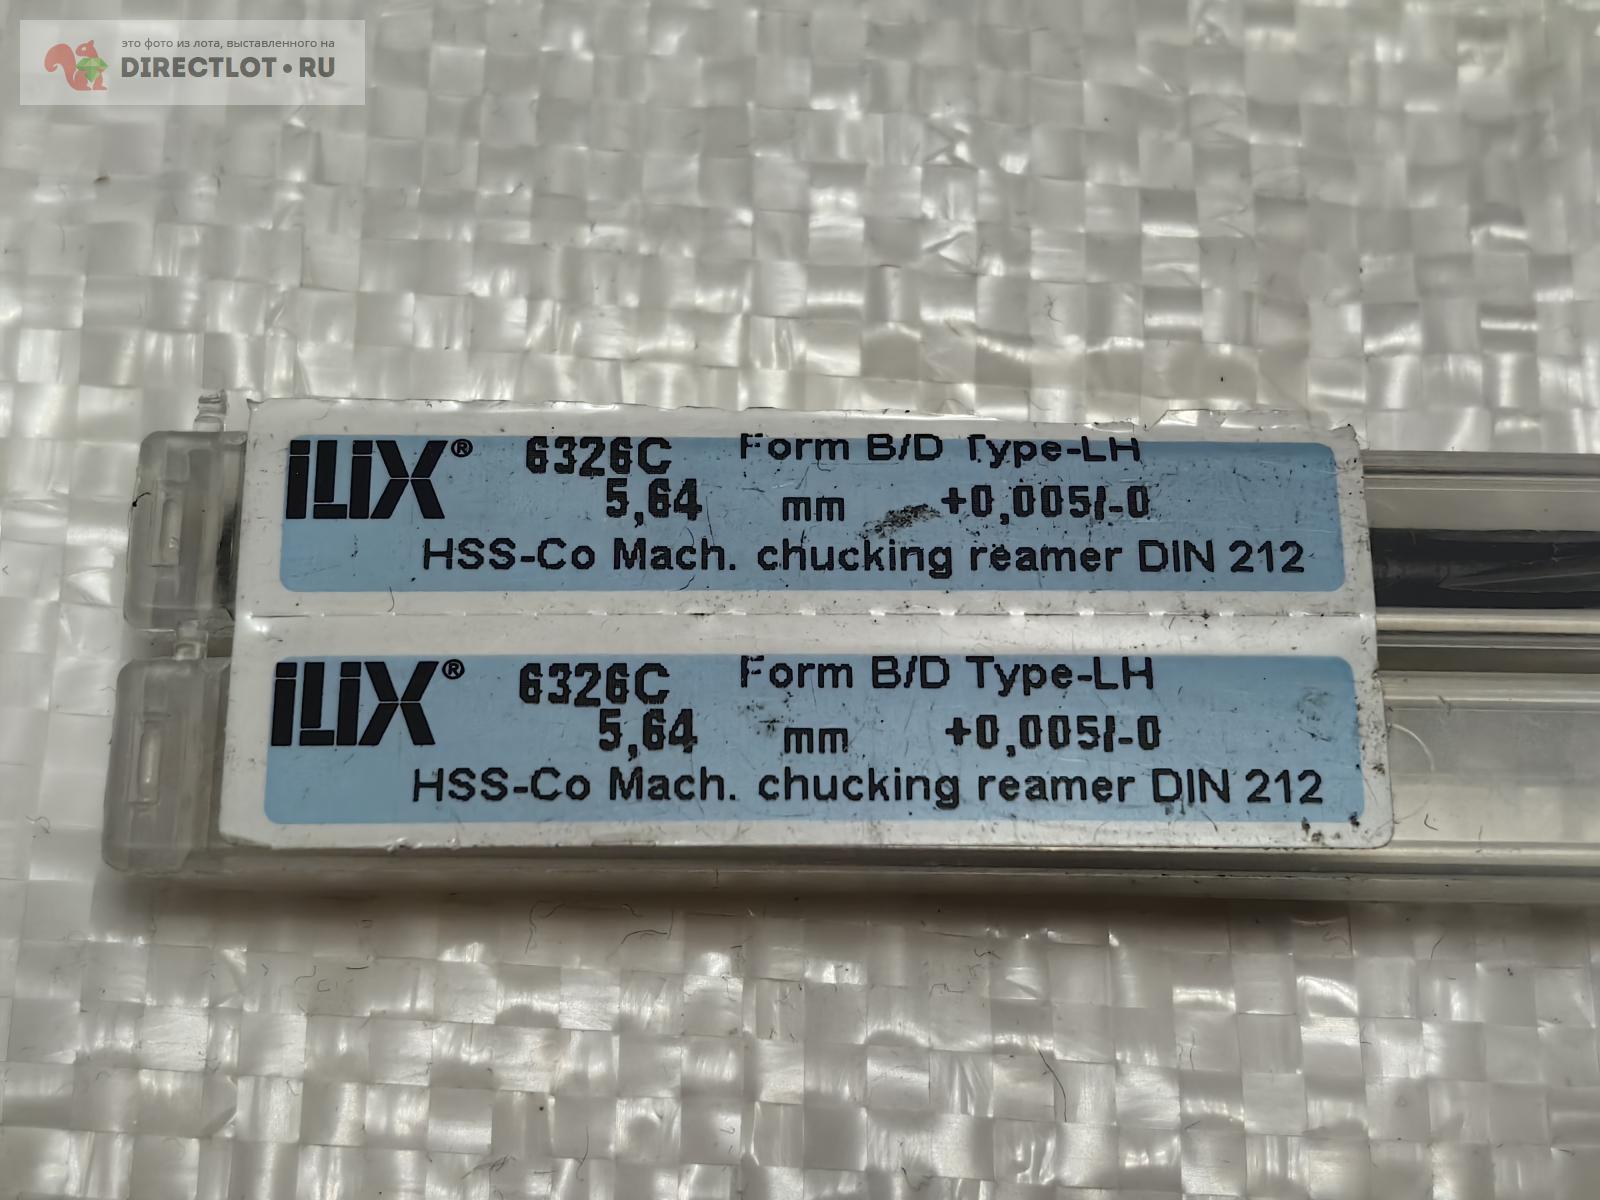 это фото из лота, выставленного на
DIRECTLOT•RU
iLiX® 6326C Form B/D Type-LH
5,64 mm +0,005/-0
HSS-Co Mach. chucking reamer DIN 212
iLiX® 6326C Form B/D Type-LH
5,64 mm +0,005/-0
HSS-Co Mach. chucking reamer DIN 212